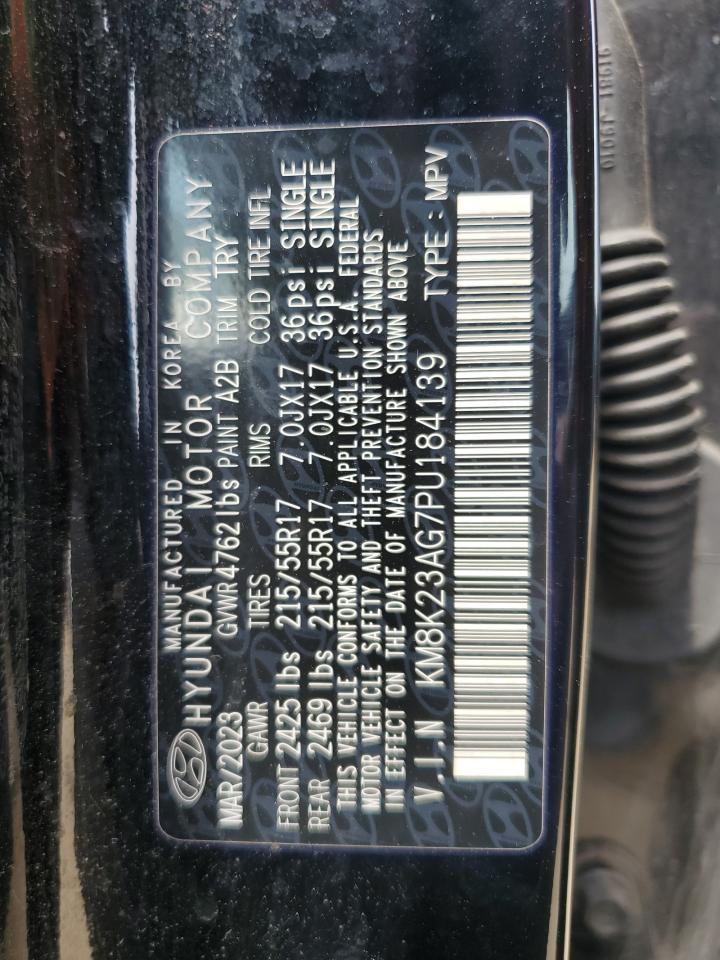 MANUFACTURED IN KOREA BY
HYUNDAI MOTOR COMPANY
MAR/2023 GVWR 4762 lbs PAINT A2B TRIM TRY
GAWR TIRES RIMS COLD TIRE INFL
FRONT 2425 lbs 215/55R17 7.0JX17 36psi SINGLE
REAR 2469 lbs 215/55R17 7.0JX17 36psi SINGLE
THIS VEHICLE CONFORMS TO ALL APPLICABLE U.S.A. FEDERAL
MOTOR VEHICLE SAFETY AND THEFT PREVENTION STANDARDS
IN EFFECT ON THE DATE OF MANUFACTURE SHOWN ABOVE
V.I.N KM8K23AG7PU184139 TYPE : MPV